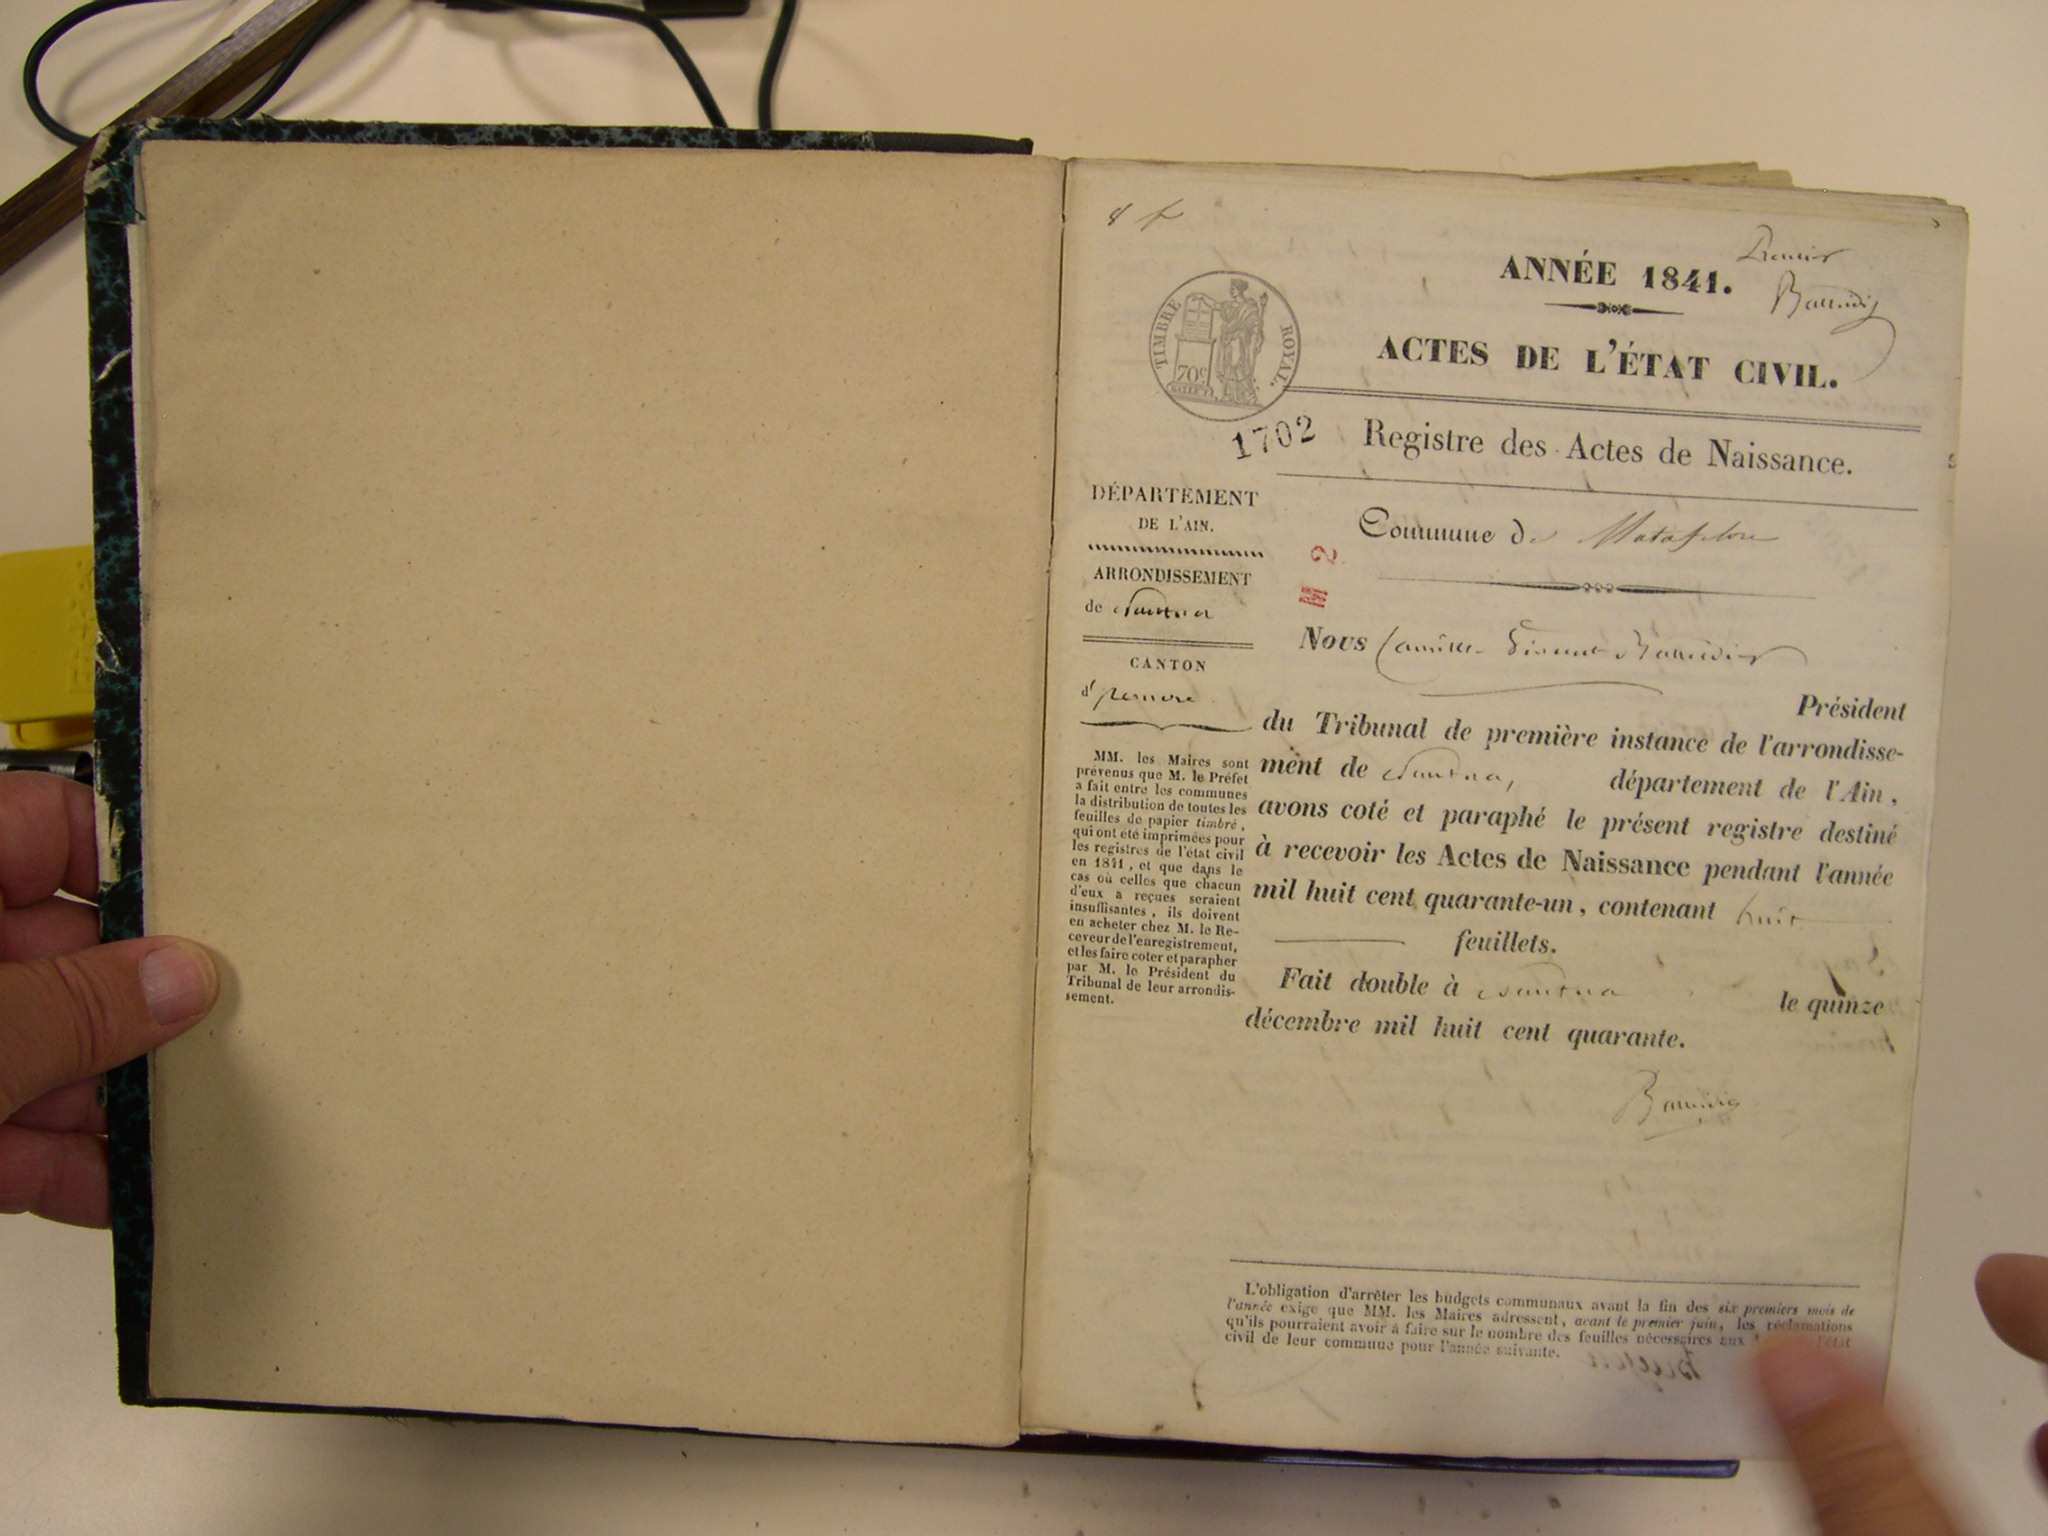 8 f
Premier
ANNÉE 1841.
ACTES DE L'ÉTAT CIVIL.
TIMBRE ROYAL.
70c
1702
Registre des Actes de Naissance.
DÉPARTEMENT
DE L'AIN.
ARRONDISSEMENT
de Nantua
CANTON
d'
MM. les Maires sont
prévenus que M. le Préfet
a fait entre les communes
la distribution de toutes les
feuilles de papier timbré,
qui ont été imprimées pour
les registres de l'état civil
en 1841, et que dans le
cas où celles que chacun
d'eux a reçues seraient
insuffisantes, ils doivent
en acheter chez M. le Re-
ceveur de l'enregistrement,
et les faire coter et parapher
par M. le Président du
Tribunal de leur arrondis-
sement.
Commune de Matafelon
2
Nous Camille Vincent
Président
du Tribunal de première instance de l'arrondisse-
ment de Nantua, département de l'Ain,
avons coté et paraphé le présent registre destiné
à recevoir les Actes de Naissance pendant l'année
mil huit cent quarante-un, contenant huit
feuillets.
Fait double à Nantua le quinze
décembre mil huit cent quarante.
L'obligation d'arrêter les budgets communaux avant la fin des six premiers mois de
l'année exige que MM. les Maires adressent, avant le premier juin, les réclamations
qu'ils pourraient avoir à faire sur le nombre des feuilles nécessaires aux l'état
civil de leur commune pour l'année suivante.